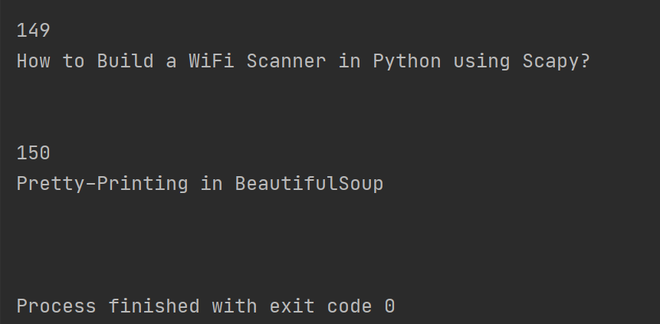 149
How to Build a WiFi Scanner in Python using Scapy?
150
Pretty-Printing in BeautifulSoup
Process finished with exit code 0